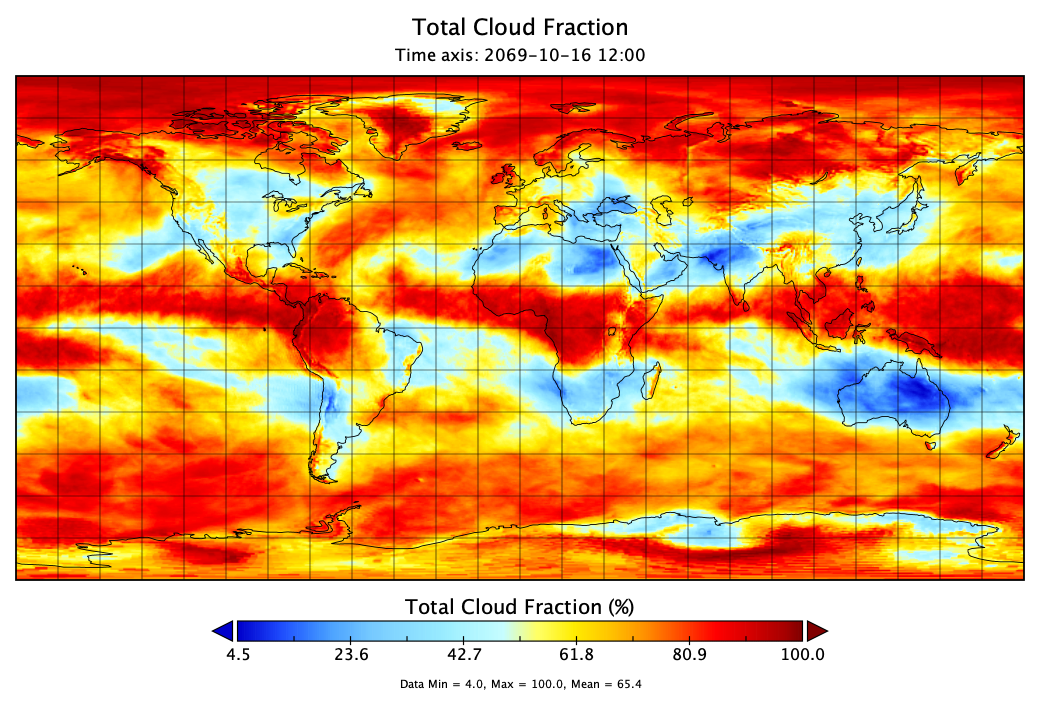 Total Cloud Fraction
Time axis: 2069-10-16 12:00
Total Cloud Fraction (%)
4.5 23.6 42.7 61.8 80.9 100.0
Data Min = 4.0, Max = 100.0, Mean = 65.4